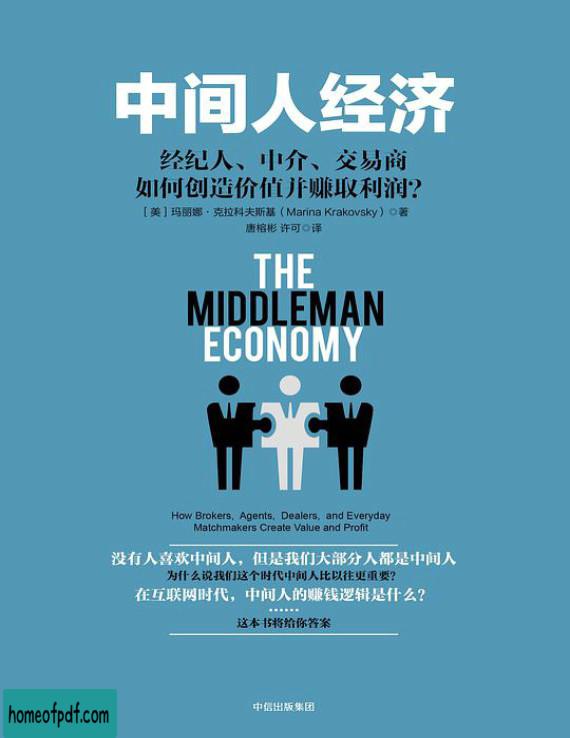 中间人经济
经纪人、中介、交易商
如何创造价值并赚取利润？
［美］玛丽娜·克拉科夫斯基（Marina Krakovsky）◎著
唐榕彬 许可◎译
THE
MIDDLEMAN
ECONOMY
How Brokers, Agents, Dealers, and Everyday
Matchmakers Create Value and Profit
没有人喜欢中间人，但是我们大部分人都是中间人
为什么说我们这个时代中间人比以往更重要？
在互联网时代，中间人的赚钱逻辑是什么？
……
这本书将给你答案
中信出版集团
homeofpdf.com